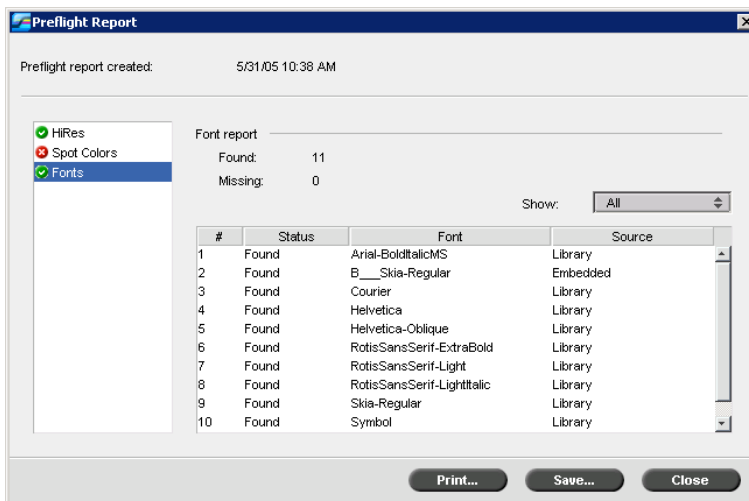 Preflight Report
Preflight report created: 5/31/05 10:38 AM
HiRes
Spot Colors
Fonts
Font report
Found: 11
Missing: 0
Show: All
# Status Font Source
1 Found Arial-BoldItalicMS Library
2 Found B___Skia-Regular Embedded
3 Found Courier Library
4 Found Helvetica Library
5 Found Helvetica-Oblique Library
6 Found RotisSansSerif-ExtraBold Library
7 Found RotisSansSerif-Light Library
8 Found RotisSansSerif-LightItalic Library
9 Found Skia-Regular Library
10 Found Symbol Library
Print... Save... Close